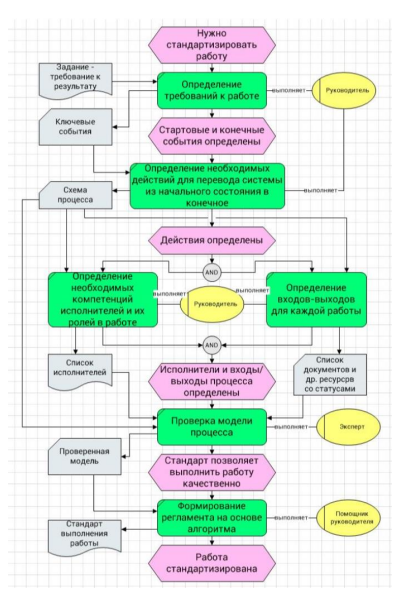 Нужно
стандартизировать
работу
Задание -
требование к
результату
Определение
требований к работе
выполняет
Руководитель
Ключевые
события
Стартовые и конечные
события определены
Определение необходимых
действий для перевода системы
из начального состояния в
конечное
выполняет
Схема
процесса
Действия определены
AND
Определение
необходимых
компетенций
исполнителей и их
ролей в работе
выполняет
Руководитель
выполняет
Определение
входов-выходов
для каждой работы
AND
Список
исполнителей
Исполнители и входы/
выходы процесса
определены
Список
документов и
др. ресурсрв
со статусами
Проверка модели
процесса
выполняет
Эксперт
Проверенная
модель
Стандарт позволяет
выполнить работу
качественно
Формирование
регламента на основе
алгоритма
выполняет
Помощник
руководителя
Стандарт
выполнения
работы
Работа
стандартизирована